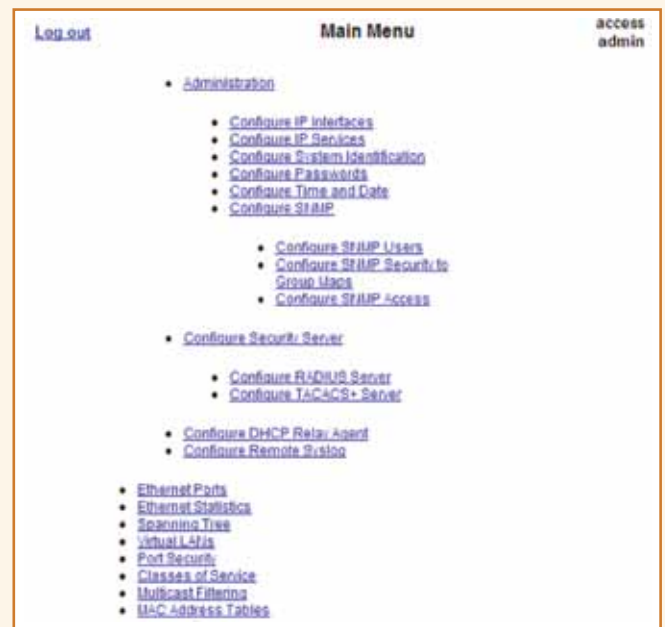 Log out
Main Menu
access
admin
Administration
Configure IP Interfaces
Configure IP Services
Configure System Identification
Configure Passwords
Configure Time and Date
Configure SNMP
Configure SNMP Users
Configure SNMP Security to
Group Maps
Configure SNMP Access
Configure Security Server
Configure RADIUS Server
Configure TACACS+ Server
Configure DHCP Relay Agent
Configure Remote Syslog
Ethernet Ports
Ethernet Statistics
Spanning Tree
Virtual LANs
Port Security
Classes of Service
Multicast Filtering
MAC Address Tables